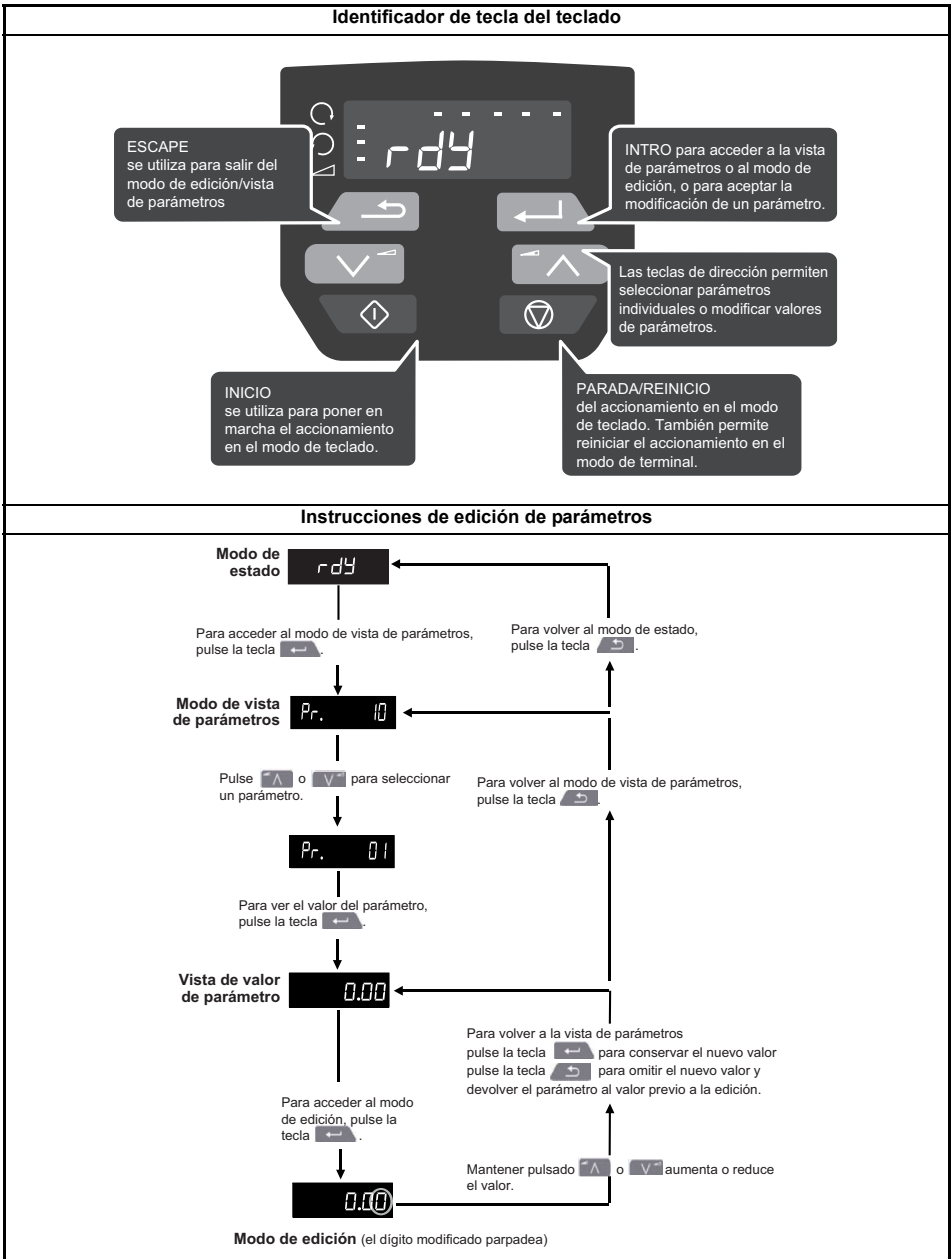 Identificador de tecla del teclado
ESCAPE
se utiliza para salir del
modo de edición/vista
de parámetros
rdy
INTRO para acceder a la vista
de parámetros o al modo de
edición, o para aceptar la
modificación de un parámetro.
Las teclas de dirección permiten
seleccionar parámetros
individuales o modificar valores
de parámetros.
INICIO
se utiliza para poner en
marcha el accionamiento
en el modo de teclado.
PARADA/REINICIO
del accionamiento en el modo
de teclado. También permite
reiniciar el accionamiento en el
modo de terminal.
Instrucciones de edición de parámetros
Modo de
estado
rdy
Para acceder al modo de vista de parámetros,
pulse la tecla .
Para volver al modo de estado,
pulse la tecla .
Modo de vista
de parámetros
Pr. 10
Pulse o para seleccionar
un parámetro.
Para volver al modo de vista de parámetros,
pulse la tecla .
Pr. 01
Para ver el valor del parámetro,
pulse la tecla .
Vista de valor
de parámetro
0.00
Para volver a la vista de parámetros
pulse la tecla para conservar el nuevo valor
pulse la tecla para omitir el nuevo valor y
devolver el parámetro al valor previo a la edición.
Para acceder al modo
de edición, pulse la
tecla .
Mantener pulsado o aumenta o reduce
el valor.
0.00
Modo de edición (el dígito modificado parpadea)